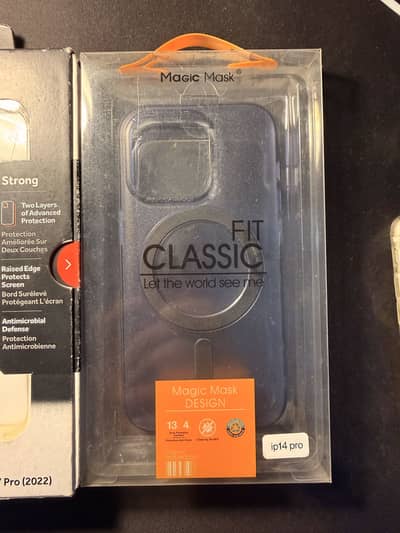 Strong
Two Layers
of Advanced
Protection
Protection
Améliorée Sur
Deux Couches
Raised Edge
Protects
Screen
Bord Surélevé
Protégeant L'écran
Antimicrobial
Defense
Protection
Antimicrobienne
Pro (2022)
Magic Mask®
FIT
CLASSIC
Let the world see me
Magic Mask
DESIGN
13 4
ip14 pro